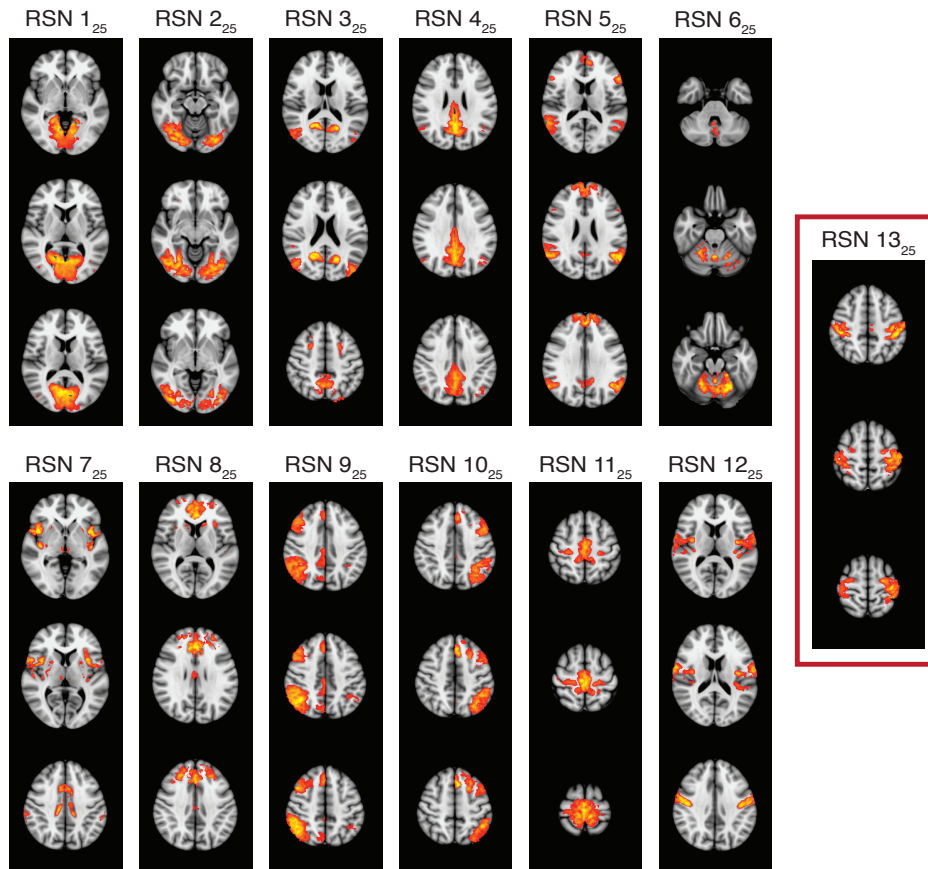 RSN 1₂₅ RSN 2₂₅ RSN 3₂₅ RSN 4₂₅ RSN 5₂₅ RSN 6₂₅
RSN 13₂₅
RSN 7₂₅ RSN 8₂₅ RSN 9₂₅ RSN 10₂₅ RSN 11₂₅ RSN 12₂₅